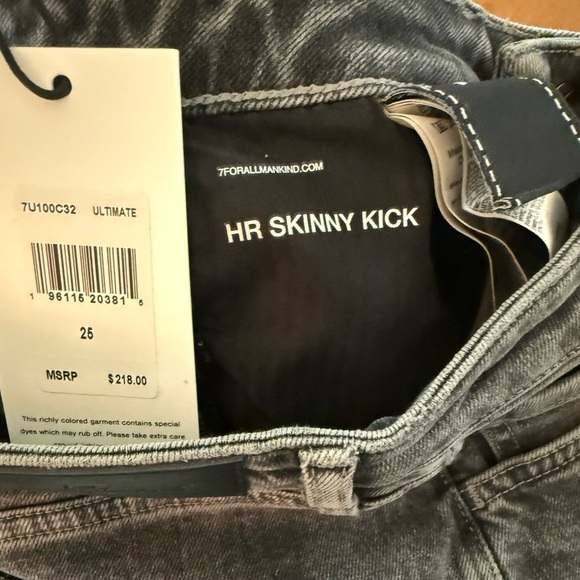 7FORALLMANKIND.COM
HR SKINNY KICK
7U100C32 ULTIMATE
1 96115 20381 6
25
MSRP $218.00
This richly colored garment contains special
dyes which may rub off. Please take extra care